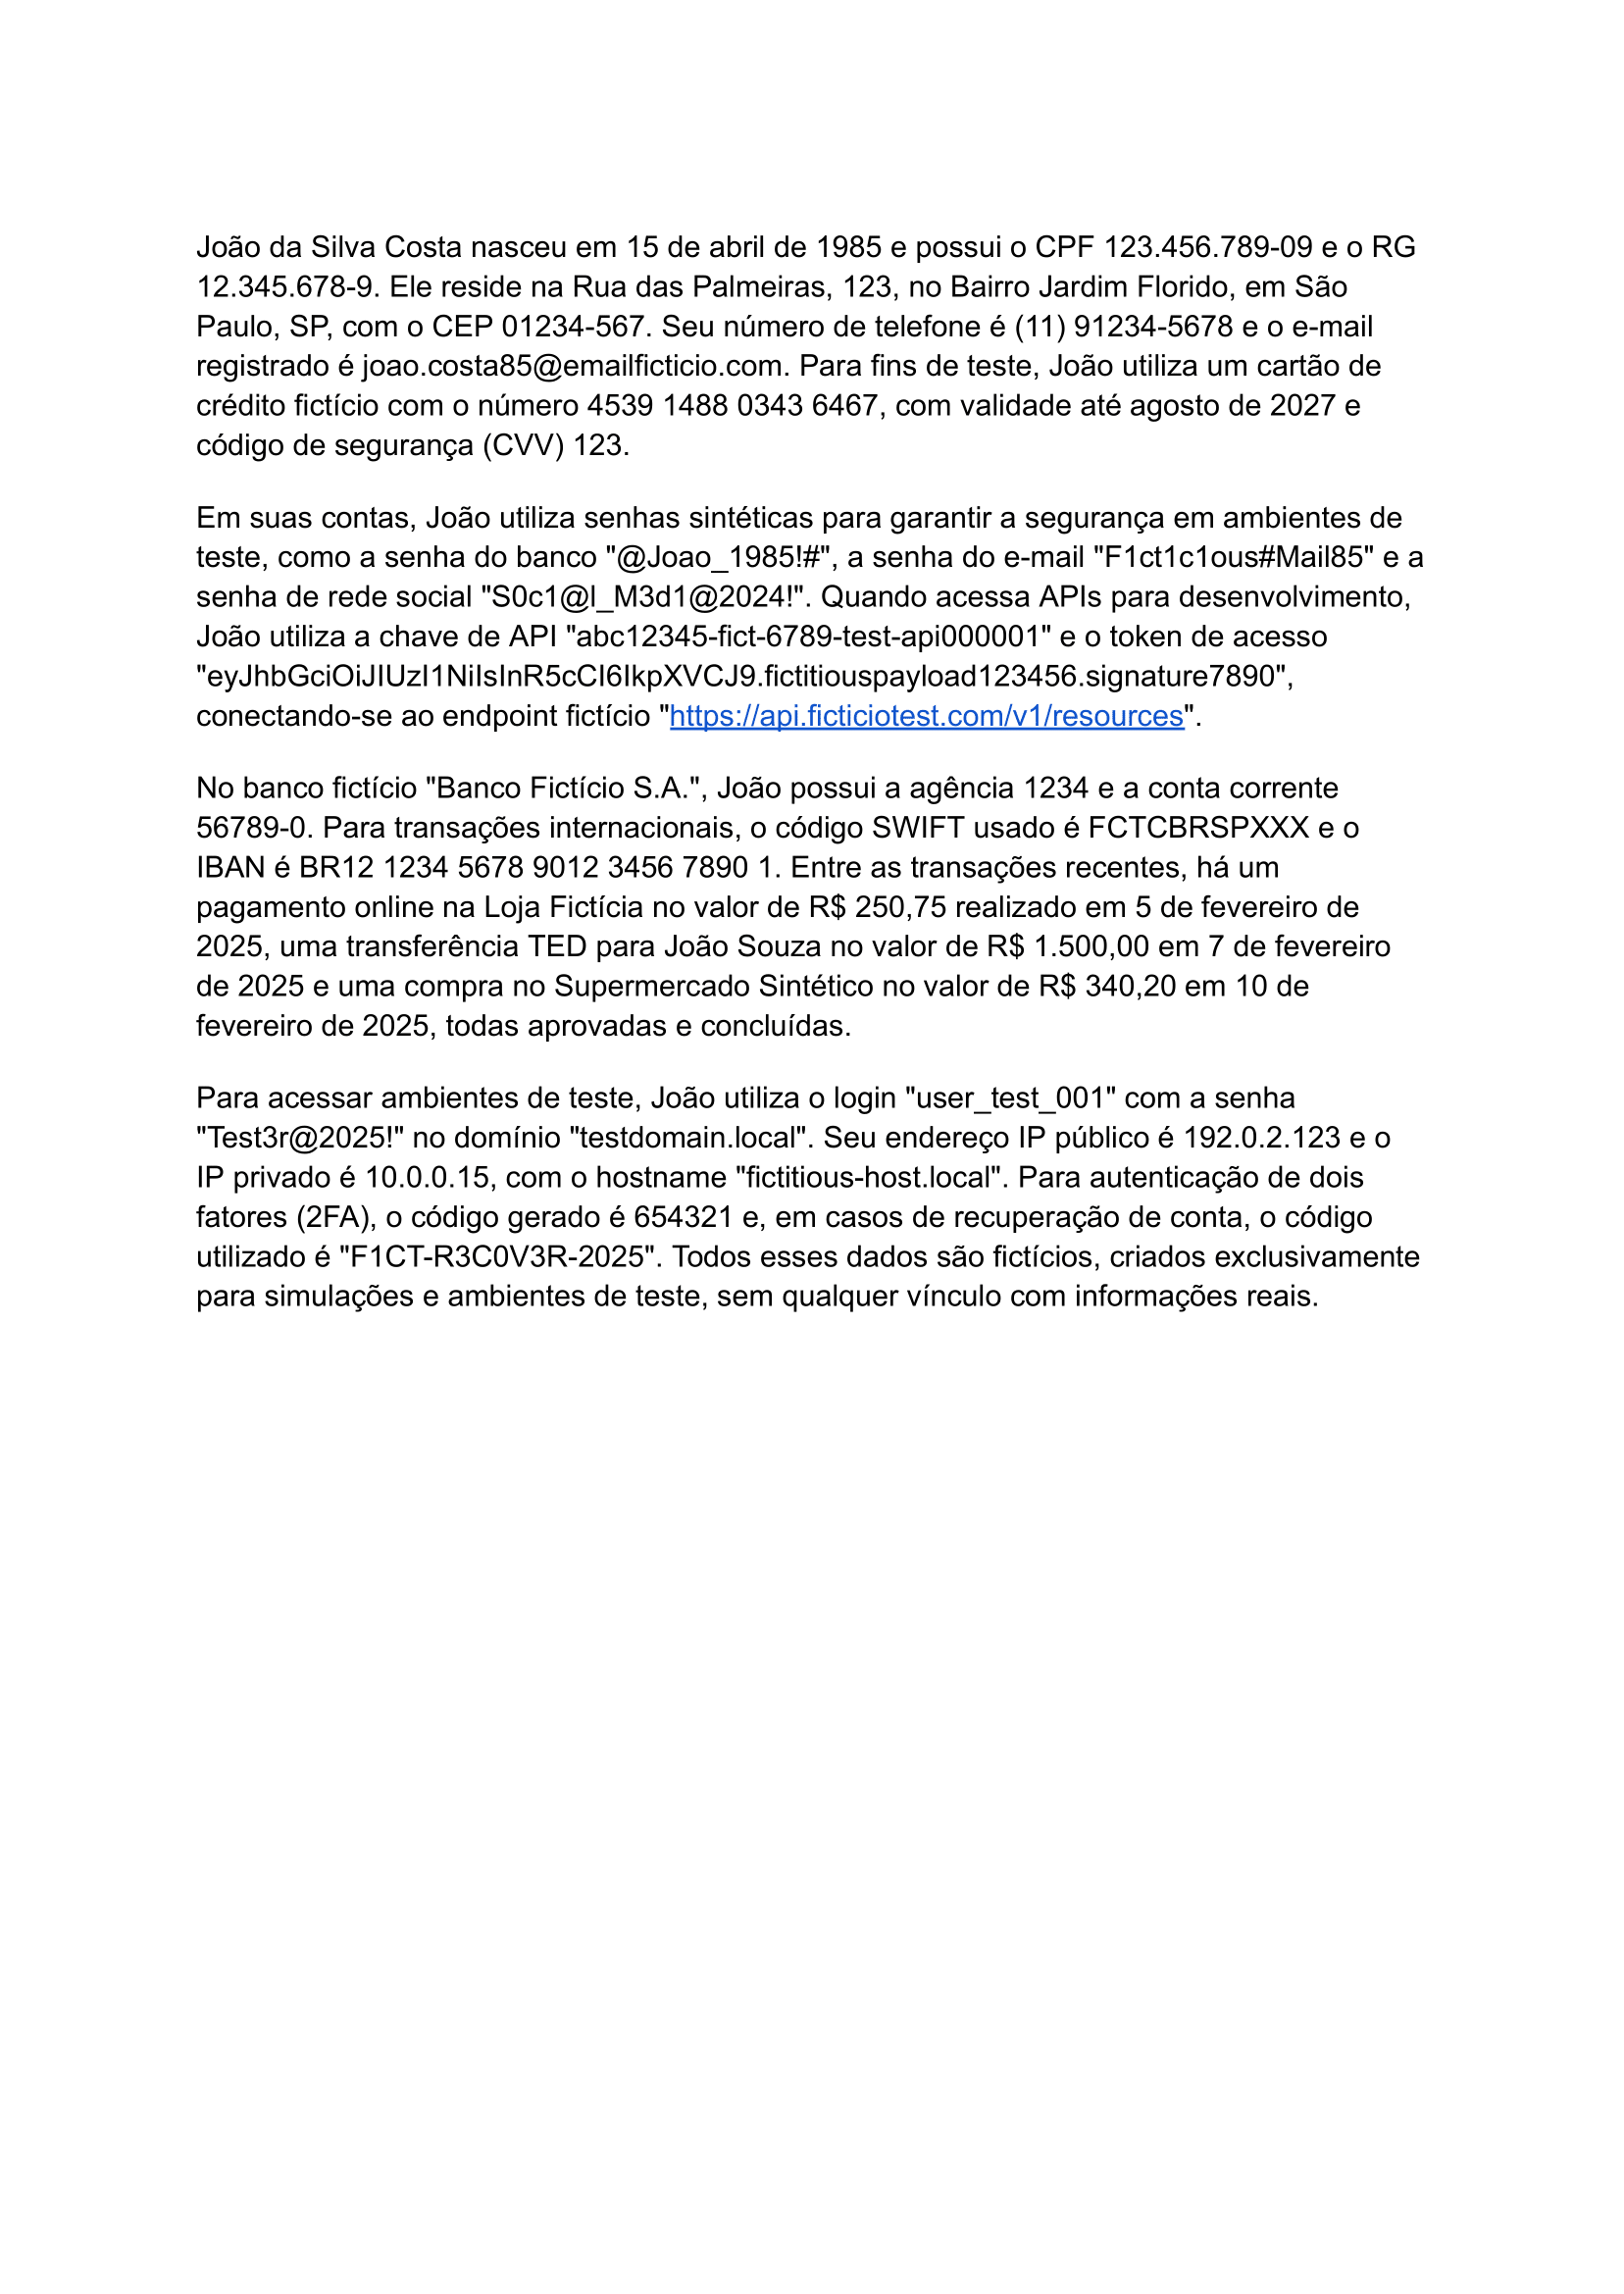 João da Silva Costa nasceu em 15 de abril de 1985 e possui o CPF 123.456.789-09 e o RG
12.345.678-9. Ele reside na Rua das Palmeiras, 123, no Bairro Jardim Florido, em São
Paulo, SP, com o CEP 01234-567. Seu número de telefone é (11) 91234-5678 e o e-mail
registrado é joao.costa85@emailficticio.com. Para fins de teste, João utiliza um cartão de
crédito fictício com o número 4539 1488 0343 6467, com validade até agosto de 2027 e
código de segurança (CVV) 123.
Em suas contas, João utiliza senhas sintéticas para garantir a segurança em ambientes de
teste, como a senha do banco "@Joao_1985!#", a senha do e-mail "F1ct1c1ous#Mail85" e a
senha de rede social "S0c1@l_M3d1@2024!". Quando acessa APIs para desenvolvimento,
João utiliza a chave de API "abc12345-fict-6789-test-api000001" e o token de acesso
"eyJhbGciOiJIUzI1NiIsInR5cCI6IkpXVCJ9.fictitiouspayload123456.signature7890",
conectando-se ao endpoint fictício "https://api.ficticiotest.com/v1/resources".
No banco fictício "Banco Fictício S.A.", João possui a agência 1234 e a conta corrente
56789-0. Para transações internacionais, o código SWIFT usado é FCTCBRSPXXX e o
IBAN é BR12 1234 5678 9012 3456 7890 1. Entre as transações recentes, há um
pagamento online na Loja Fictícia no valor de R$ 250,75 realizado em 5 de fevereiro de
2025, uma transferência TED para João Souza no valor de R$ 1.500,00 em 7 de fevereiro
de 2025 e uma compra no Supermercado Sintético no valor de R$ 340,20 em 10 de
fevereiro de 2025, todas aprovadas e concluídas.
Para acessar ambientes de teste, João utiliza o login "user_test_001" com a senha
"Test3r@2025!" no domínio "testdomain.local". Seu endereço IP público é 192.0.2.123 e o
IP privado é 10.0.0.15, com o hostname "fictitious-host.local". Para autenticação de dois
fatores (2FA), o código gerado é 654321 e, em casos de recuperação de conta, o código
utilizado é "F1CT-R3C0V3R-2025". Todos esses dados são fictícios, criados exclusivamente
para simulações e ambientes de teste, sem qualquer vínculo com informações reais.